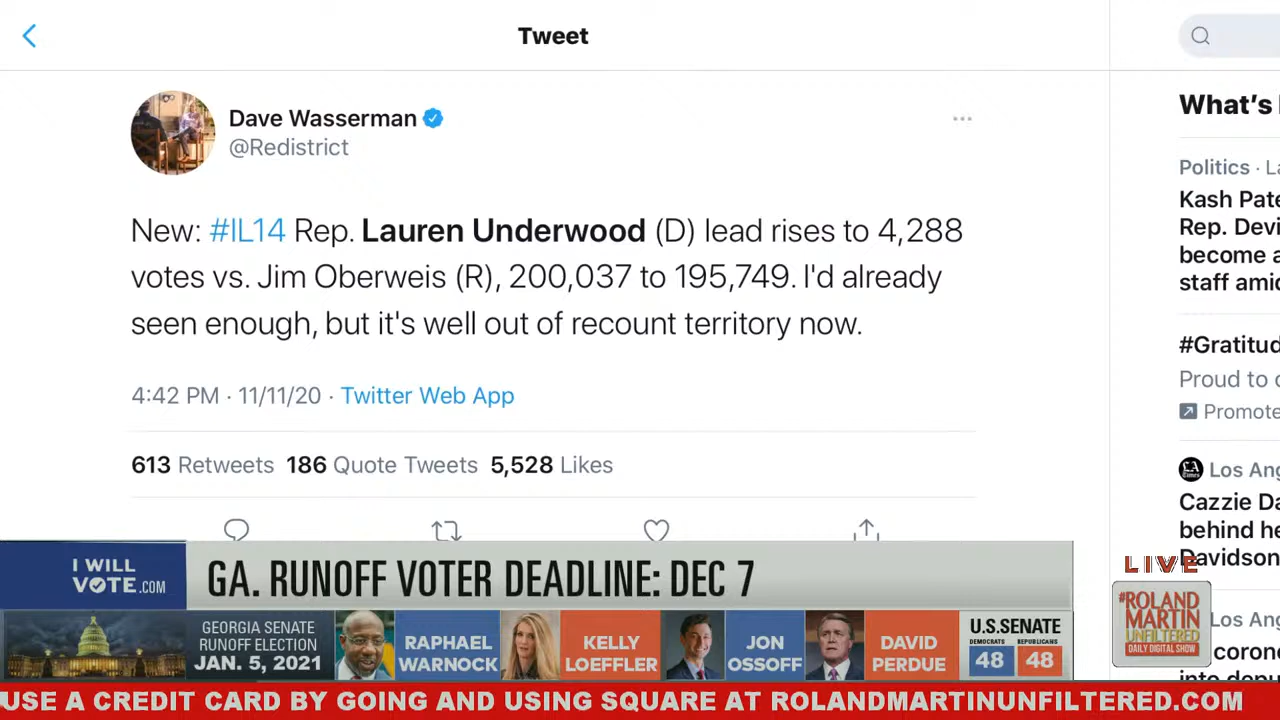 Tweet
Dave Wasserman
@Redistrict
New: #IL14 Rep. Lauren Underwood (D) lead rises to 4,288
votes vs. Jim Oberweis (R), 200,037 to 195,749. I'd already
seen enough, but it's well out of recount territory now.
4:42 PM · 11/11/20 · Twitter Web App
613 Retweets 186 Quote Tweets 5,528 Likes
What's
Politics · La
Kash Pate
Rep. Devi
become a
staff amid
#Gratitud
Proud to
Promote
LA Times
Los Ang
Cazzie Da
behind he
Davidson
Los Ang
coron
into depu
I WILL
VOTE.COM
GA. RUNOFF VOTER DEADLINE: DEC 7
GEORGIA SENATE
RUNOFF ELECTION
JAN. 5, 2021
RAPHAEL
WARNOCK
KELLY
LOEFFLER
JON
OSSOFF
DAVID
PERDUE
U.S. SENATE
DEMOCRATS REPUBLICANS
48 48
LIVE
#ROLAND
MARTIN
UNFILTERED
DAILY DIGITAL SHOW
USE A CREDIT CARD BY GOING AND USING SQUARE AT ROLANDMARTINUNFILTERED.COM